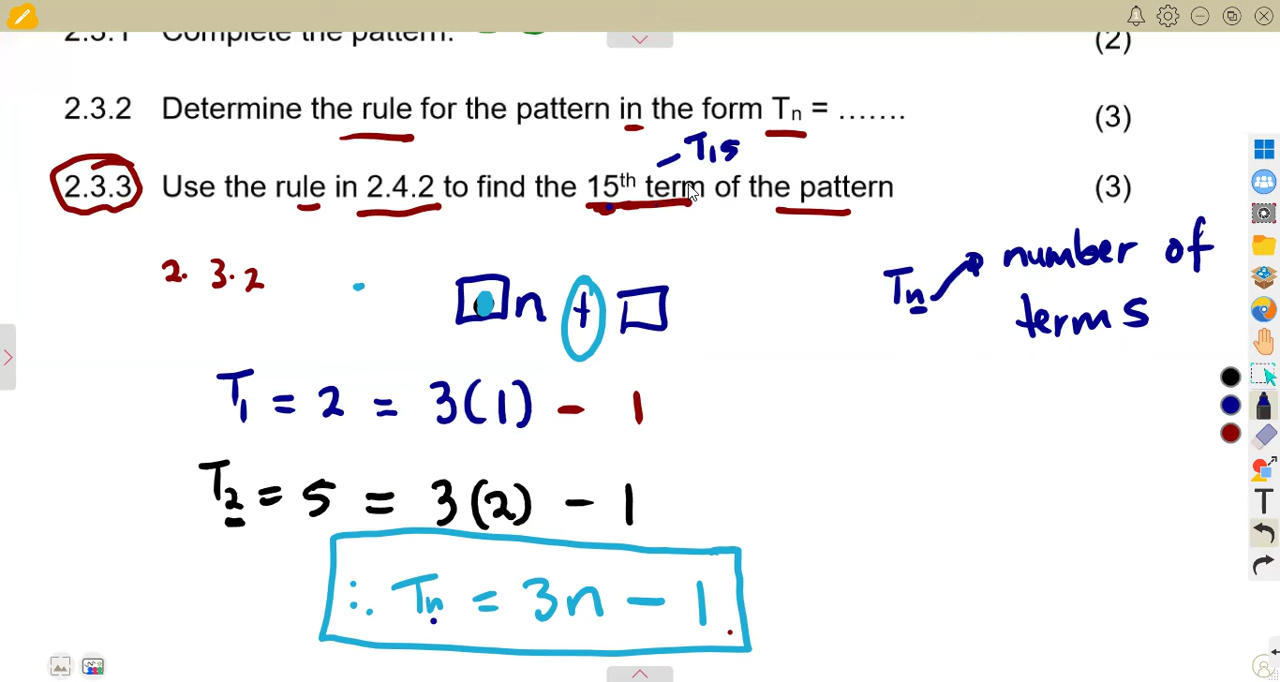 2.3.1 Complete the pattern. (2)
2.3.2 Determine the rule for the pattern in the form Tn = ……. (3)
T15
2.3.3 Use the rule in 2.4.2 to find the 15th term of the pattern (3)
2. 3. 2
□n + □
Tn number of
terms
T1 = 2 = 3(1) - 1
T2 = 5 = 3(2) - 1
∴ Tn = 3n - 1
T